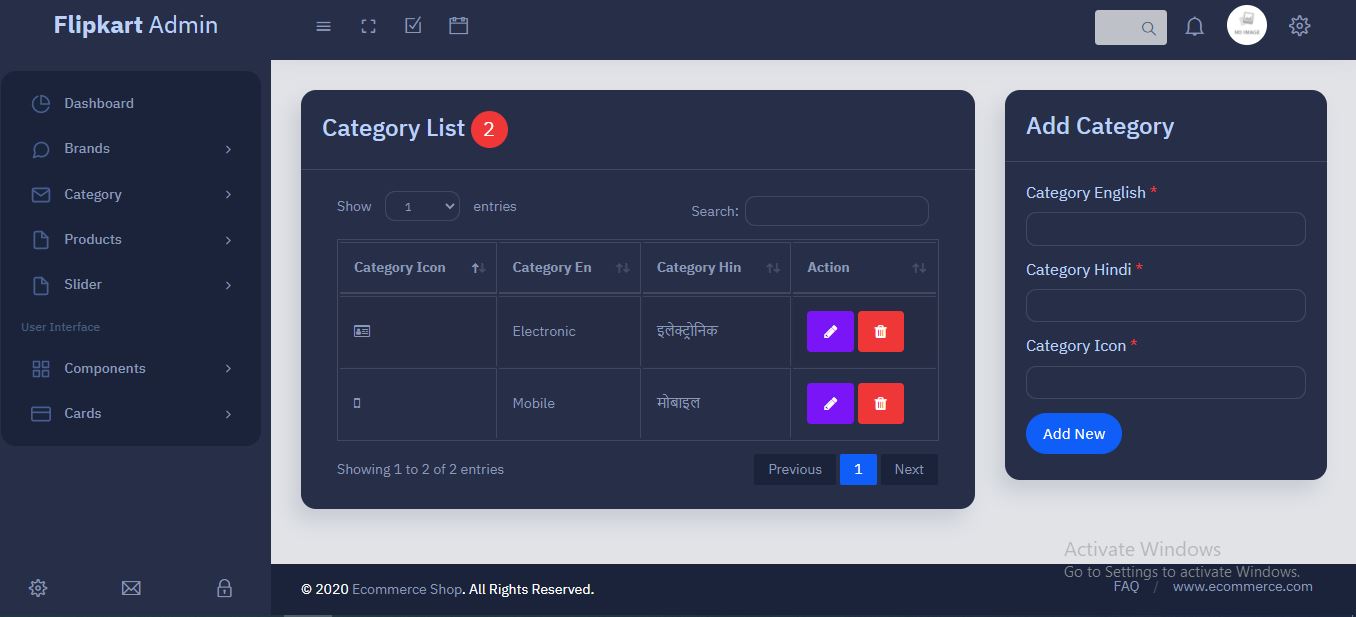 Flipkart Admin
NO IMAGE
Dashboard
Brands
Category
Products
Slider
User Interface
Components
Cards
Category List 2
Show 1 entries
Search:
Category Icon Category En Category Hin Action
Electronic इलेक्ट्रोनिक
Mobile मोबाइल
Showing 1 to 2 of 2 entries
Previous 1 Next
Add Category
Category English *
Category Hindi *
Category Icon *
Add New
Activate Windows
Go to Settings to activate Windows.
© 2020 Ecommerce Shop. All Rights Reserved.
FAQ / www.ecommerce.com